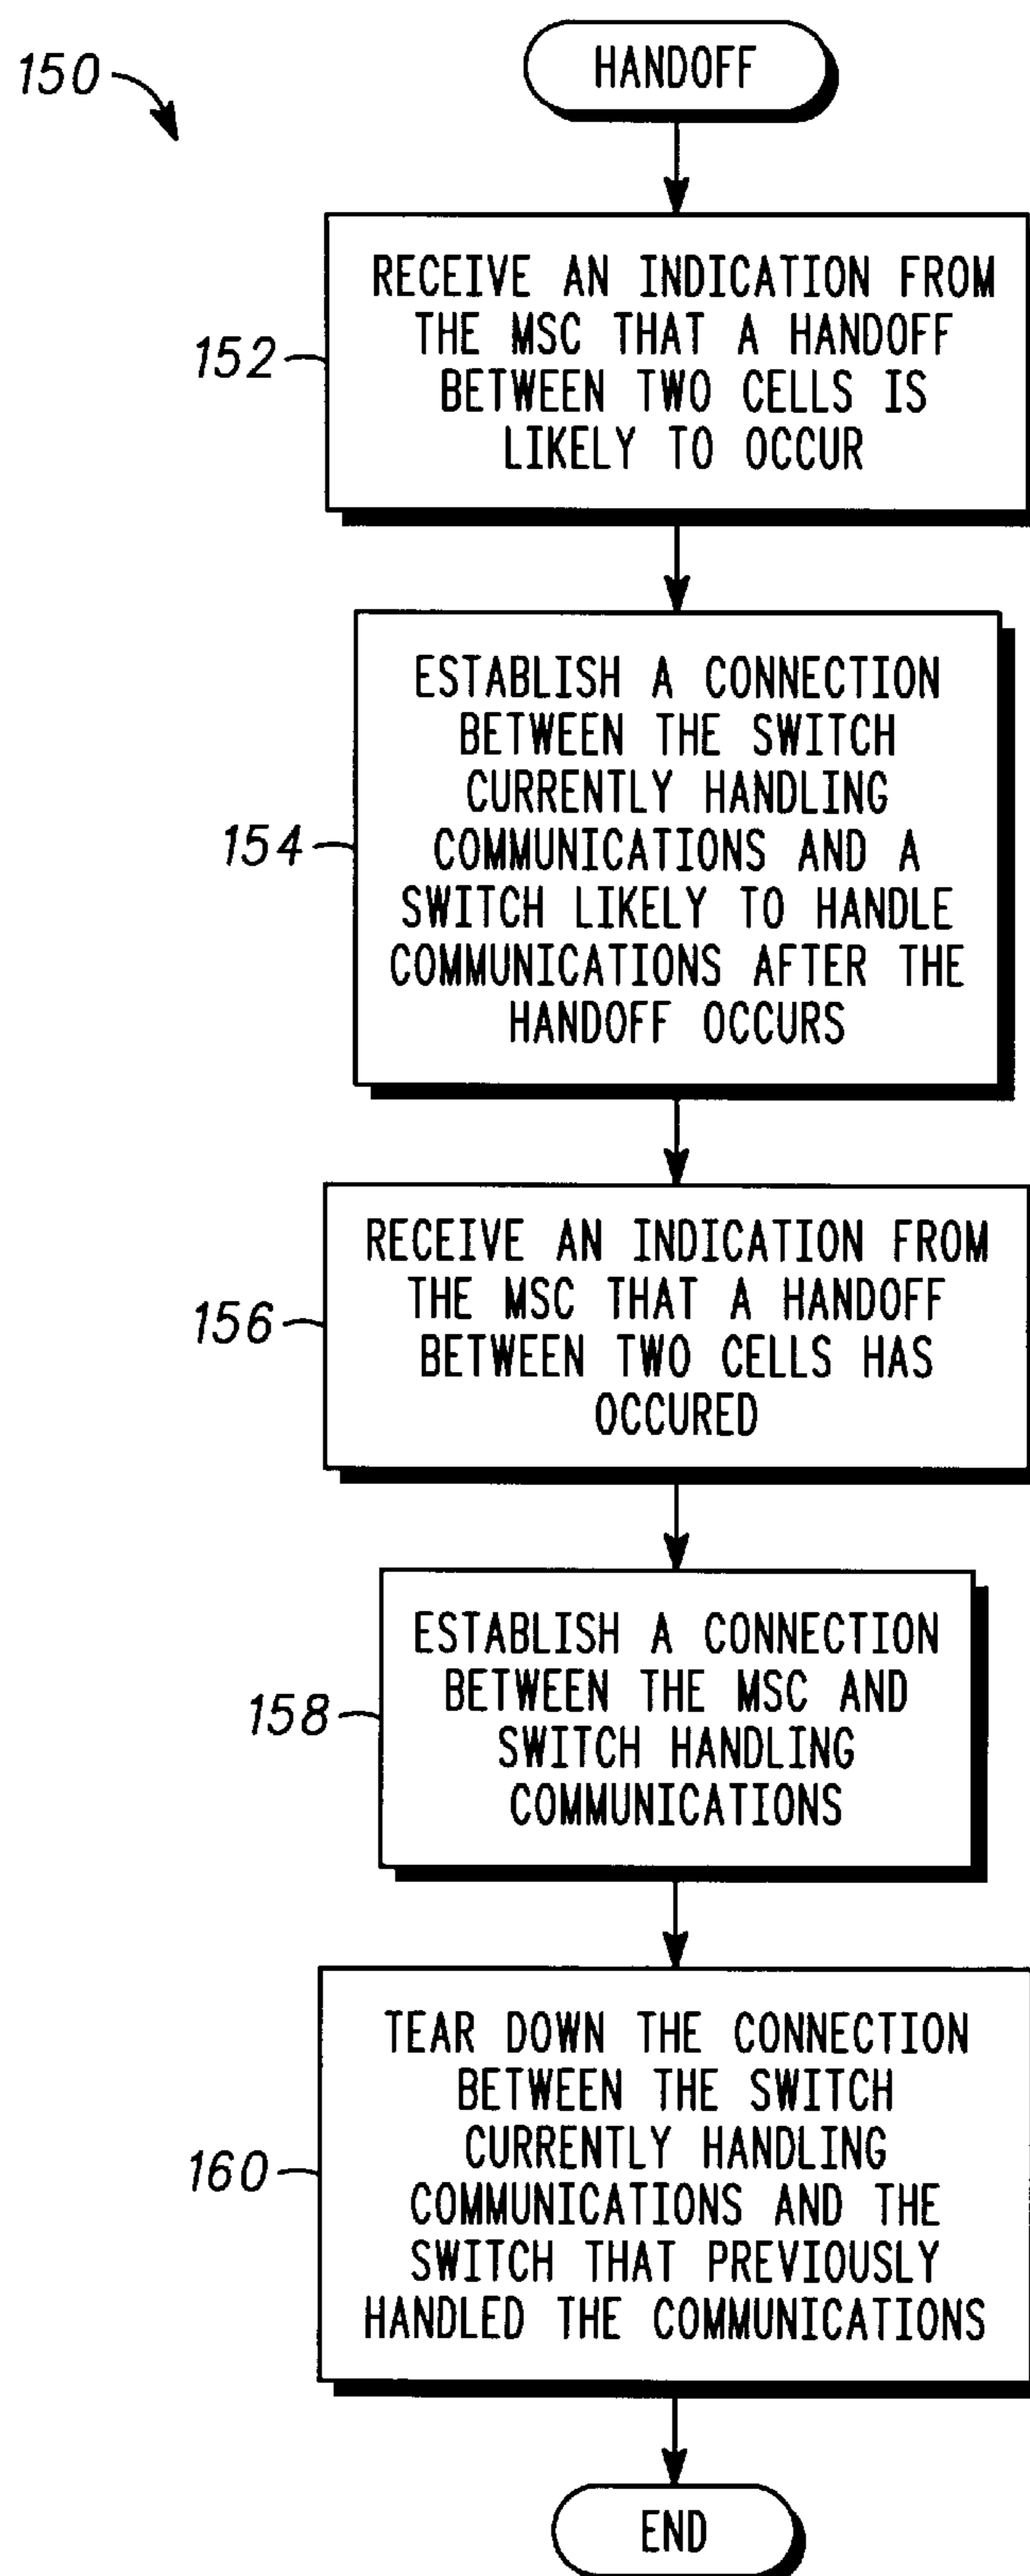 150
HANDOFF
152
RECEIVE AN INDICATION FROM
THE MSC THAT A HANDOFF
BETWEEN TWO CELLS IS
LIKELY TO OCCUR
154
ESTABLISH A CONNECTION
BETWEEN THE SWITCH
CURRENTLY HANDLING
COMMUNICATIONS AND A
SWITCH LIKELY TO HANDLE
COMMUNICATIONS AFTER THE
HANDOFF OCCURS
156
RECEIVE AN INDICATION FROM
THE MSC THAT A HANDOFF
BETWEEN TWO CELLS HAS
OCCURED
158
ESTABLISH A CONNECTION
BETWEEN THE MSC AND
SWITCH HANDLING
COMMUNICATIONS
160
TEAR DOWN THE CONNECTION
BETWEEN THE SWITCH
CURRENTLY HANDLING
COMMUNICATIONS AND THE
SWITCH THAT PREVIOUSLY
HANDLED THE COMMUNICATIONS
END